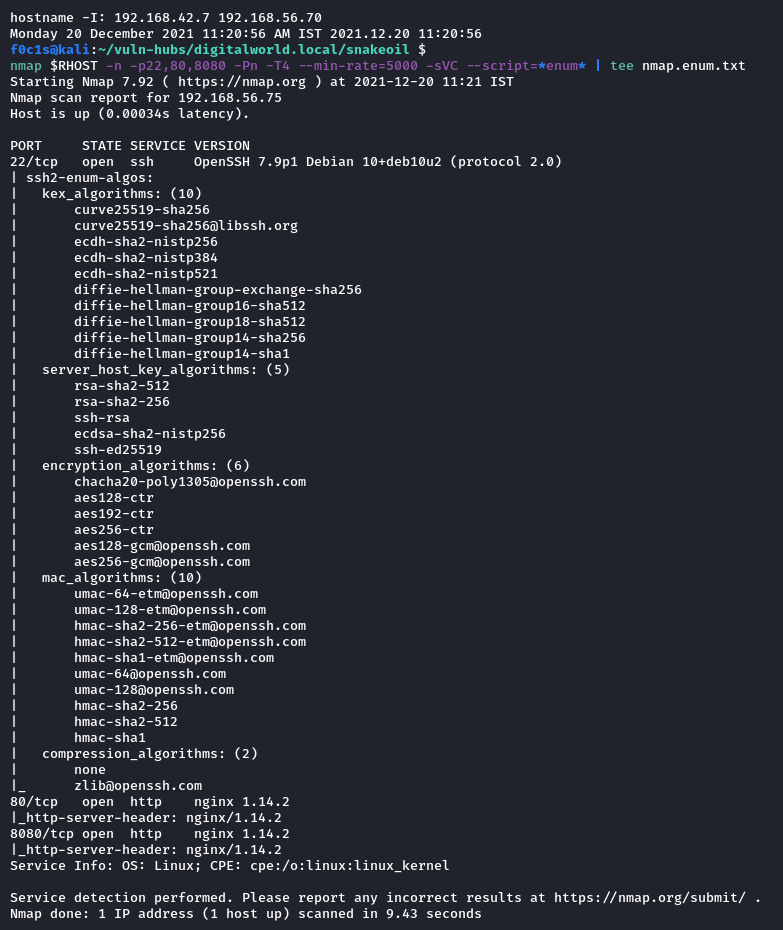 hostname -I: 192.168.42.7 192.168.56.70
Monday 20 December 2021 11:20:56 AM IST 2021.12.20 11:20:56
f0c1s@kali:~/vuln-hubs/digitalworld.local/snakeoil $
nmap $RHOST -n -p22,80,8080 -Pn -T4 --min-rate=5000 -sVC --script=*enum* | tee nmap.enum.txt
Starting Nmap 7.92 ( https://nmap.org ) at 2021-12-20 11:21 IST
Nmap scan report for 192.168.56.75
Host is up (0.00034s latency).

PORT     STATE SERVICE VERSION
22/tcp   open  ssh     OpenSSH 7.9p1 Debian 10+deb10u2 (protocol 2.0)
| ssh2-enum-algos:
|   kex_algorithms: (10)
|       curve25519-sha256
|       curve25519-sha256@libssh.org
|       ecdh-sha2-nistp256
|       ecdh-sha2-nistp384
|       ecdh-sha2-nistp521
|       diffie-hellman-group-exchange-sha256
|       diffie-hellman-group16-sha512
|       diffie-hellman-group18-sha512
|       diffie-hellman-group14-sha256
|       diffie-hellman-group14-sha1
|   server_host_key_algorithms: (5)
|       rsa-sha2-512
|       rsa-sha2-256
|       ssh-rsa
|       ecdsa-sha2-nistp256
|       ssh-ed25519
|   encryption_algorithms: (6)
|       chacha20-poly1305@openssh.com
|       aes128-ctr
|       aes192-ctr
|       aes256-ctr
|       aes128-gcm@openssh.com
|       aes256-gcm@openssh.com
|   mac_algorithms: (10)
|       umac-64-etm@openssh.com
|       umac-128-etm@openssh.com
|       hmac-sha2-256-etm@openssh.com
|       hmac-sha2-512-etm@openssh.com
|       hmac-sha1-etm@openssh.com
|       umac-64@openssh.com
|       umac-128@openssh.com
|       hmac-sha2-256
|       hmac-sha2-512
|       hmac-sha1
|   compression_algorithms: (2)
|       none
|_      zlib@openssh.com
80/tcp   open  http    nginx 1.14.2
|_http-server-header: nginx/1.14.2
8080/tcp open  http    nginx 1.14.2
|_http-server-header: nginx/1.14.2
Service Info: OS: Linux; CPE: cpe:/o:linux:linux_kernel

Service detection performed. Please report any incorrect results at https://nmap.org/submit/ .
Nmap done: 1 IP address (1 host up) scanned in 9.43 seconds